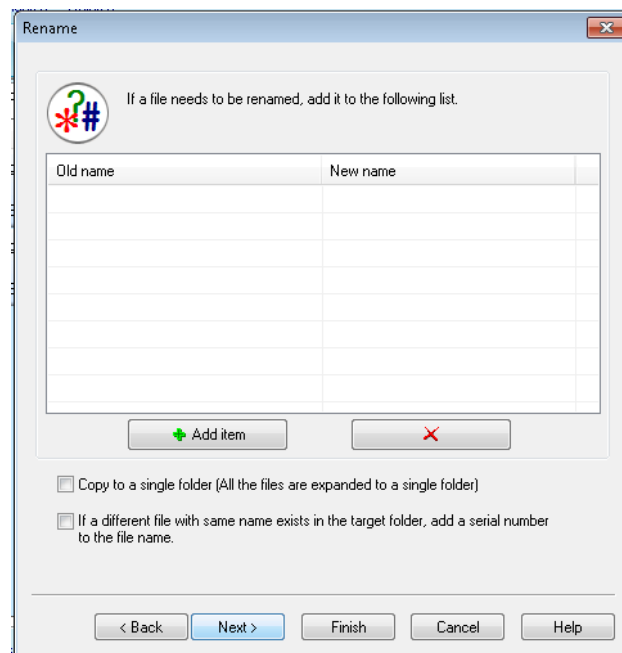 Rename
If a file needs to be renamed, add it to the following list.
Old name
New name
Add item
Copy to a single folder (All the files are expanded to a single folder)
If a different file with same name exists in the target folder, add a serial number
to the file name.
< Back
Next >
Finish
Cancel
Help